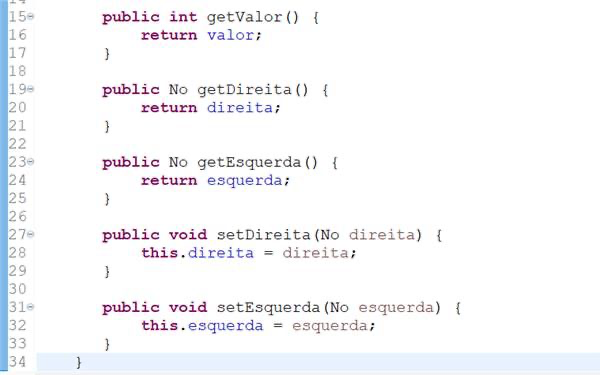 15 public int getValor() {
16 return valor;
17 }
18
19 public No getDireita() {
20 return direita;
21 }
22
23 public No getEsquerda() {
24 return esquerda;
25 }
26
27 public void setDireita(No direita) {
28 this.direita = direita;
29 }
30
31 public void setEsquerda(No esquerda) {
32 this.esquerda = esquerda;
33 }
34 }